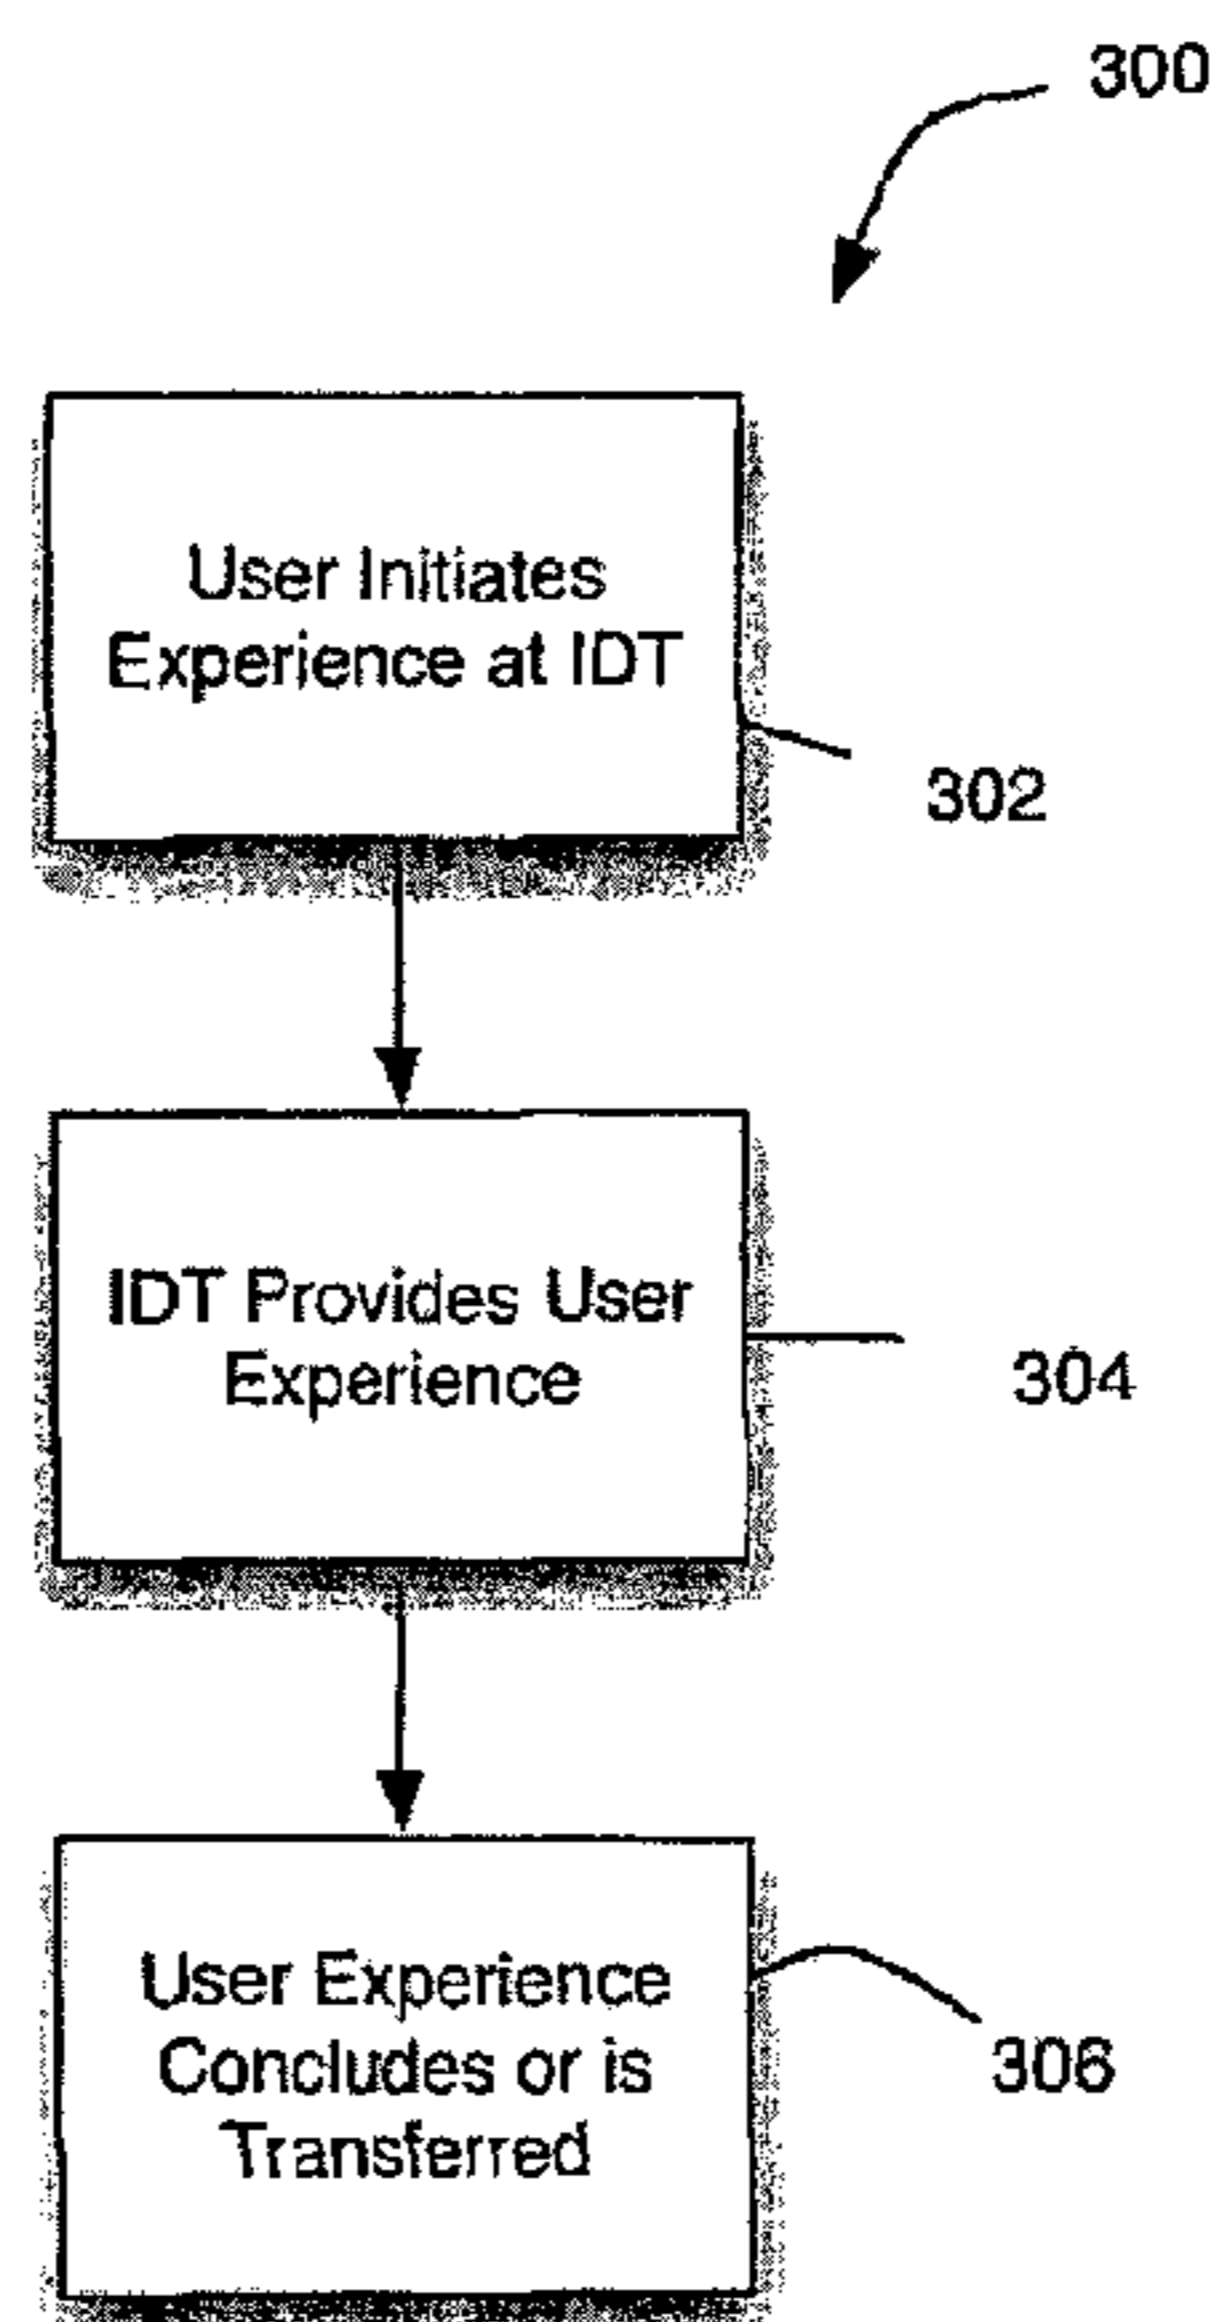 300
User Initiates
Experience at IDT
302
IDT Provides User
Experience
304
User Experience
Concludes or is
Transferred
306